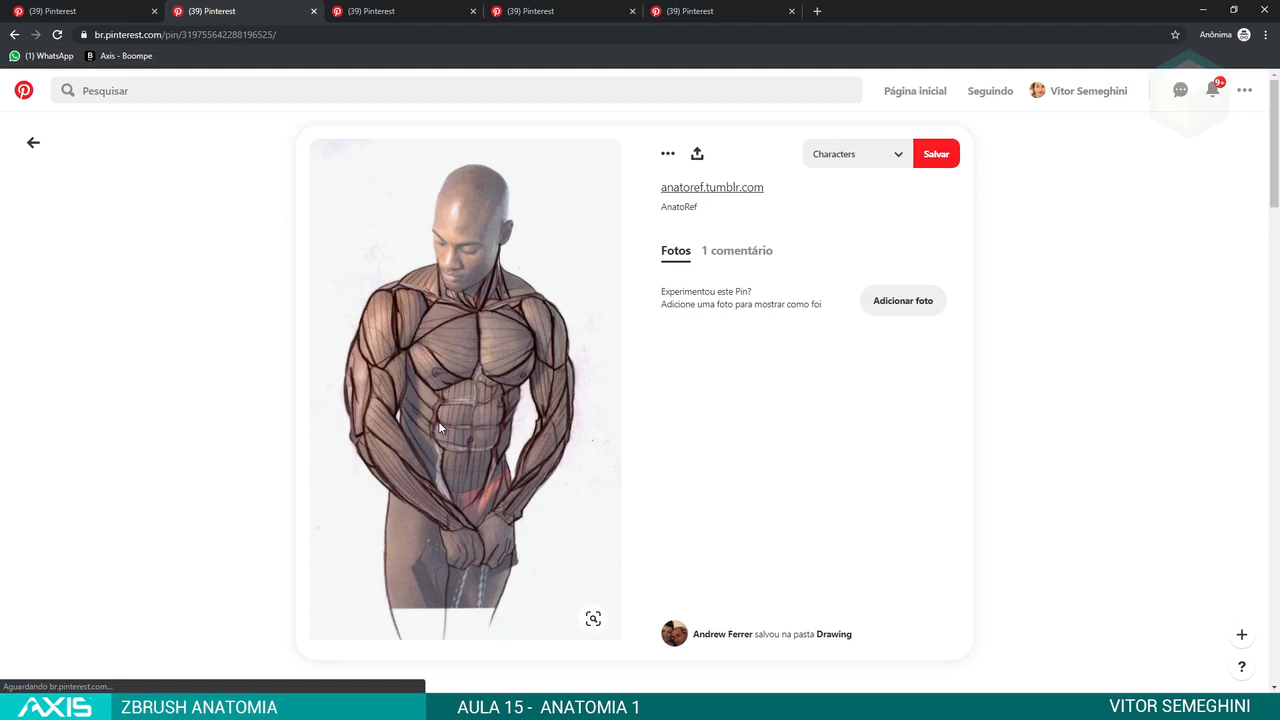 (39) Pinterest
(39) Pinterest
(39) Pinterest
(39) Pinterest
(39) Pinterest
br.pinterest.com/pin/319755642288196525/
Anônima
(1) WhatsApp
Axis - Boompe
Pesquisar
Página inicial
Seguindo
Vitor Semeghini
9+
Characters
Salvar
anatoref.tumblr.com
AnatoRef
Fotos
1 comentário
Experimentou este Pin?
Adicione uma foto para mostrar como foi
Adicionar foto
Andrew Ferrer salvou na pasta Drawing
?
Aguardando br.pinterest.com...
AXIS
ZBRUSH ANATOMIA
AULA 15 - ANATOMIA 1
VITOR SEMEGHINI